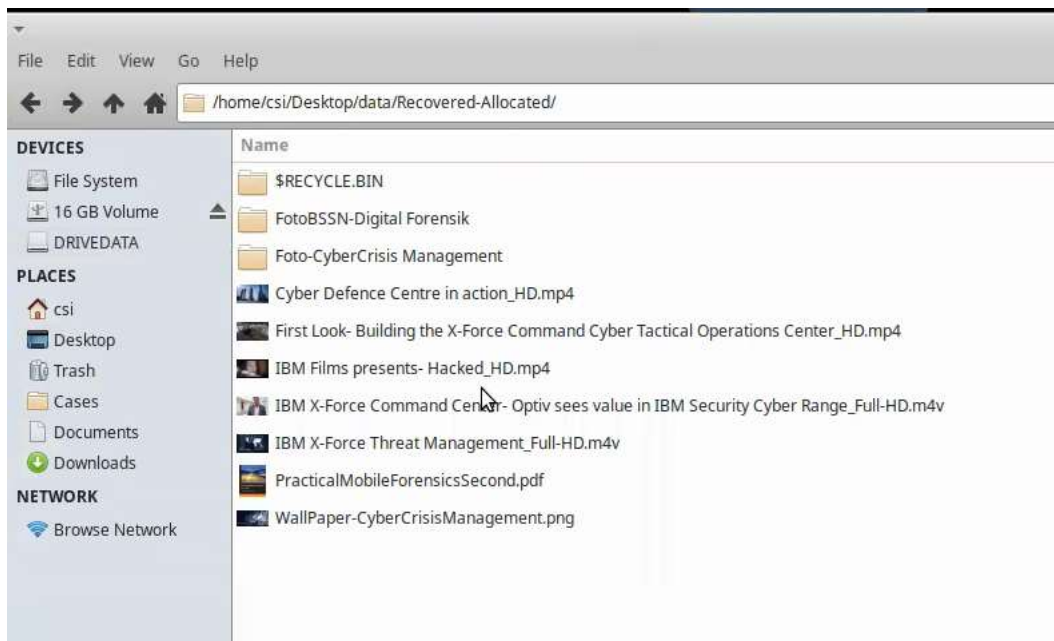 File Edit View Go Help
/home/csi/Desktop/data/Recovered-Allocated/
DEVICES
File System
16 GB Volume
DRIVEDATA
PLACES
csi
Desktop
Trash
Cases
Documents
Downloads
NETWORK
Browse Network
Name
$RECYCLE.BIN
FotoBSSN-Digital Forensik
Foto-CyberCrisis Management
Cyber Defence Centre in action_HD.mp4
First Look- Building the X-Force Command Cyber Tactical Operations Center_HD.mp4
IBM Films presents- Hacked_HD.mp4
IBM X-Force Command Center- Optiv sees value in IBM Security Cyber Range_Full-HD.m4v
IBM X-Force Threat Management_Full-HD.m4v
PracticalMobileForensicsSecond.pdf
WallPaper-CyberCrisisManagement.png